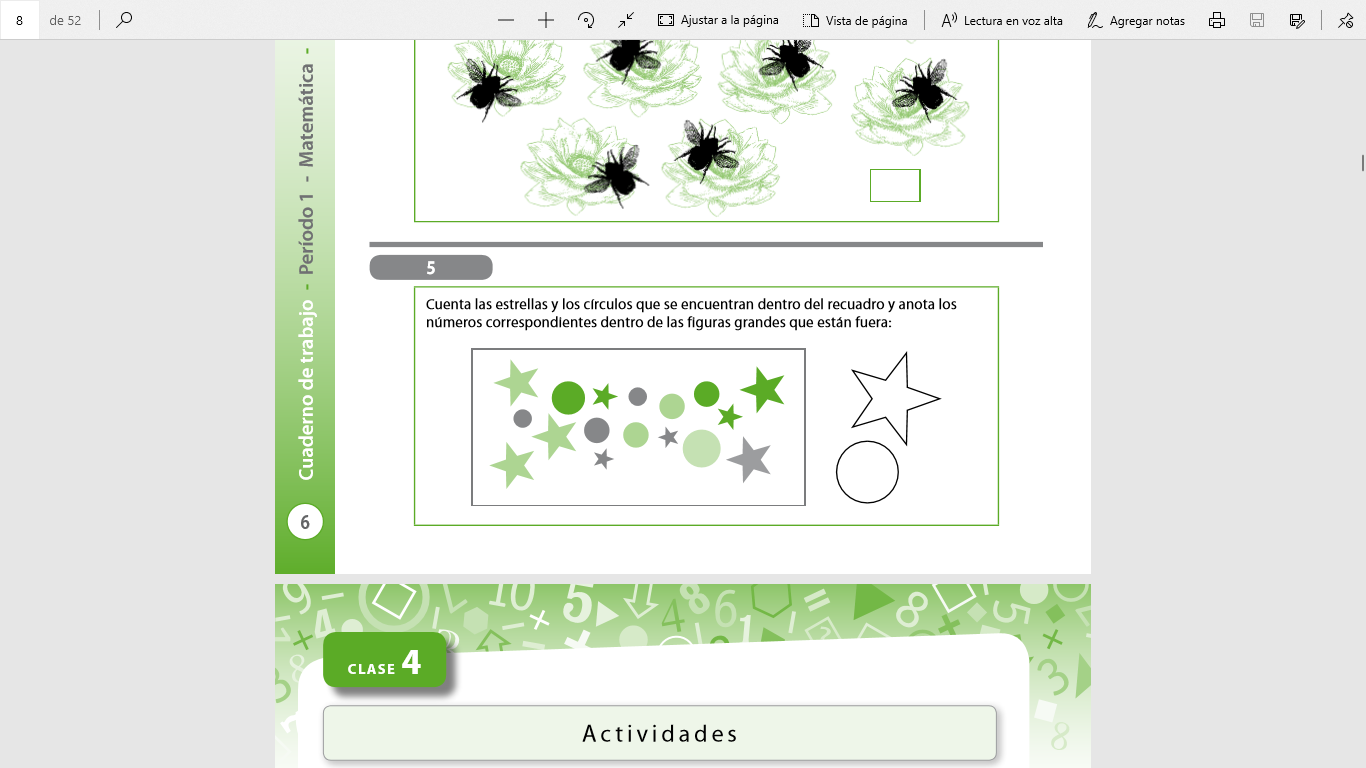 8 de 52
Ajustar a la página
Vista de página
Lectura en voz alta
Agregar notas
Cuaderno de trabajo - Período 1 - Matemática -
6
5
Cuenta las estrellas y los círculos que se encuentran dentro del recuadro y anota los
números correspondientes dentro de las figuras grandes que están fuera:
CLASE 4
Actividades